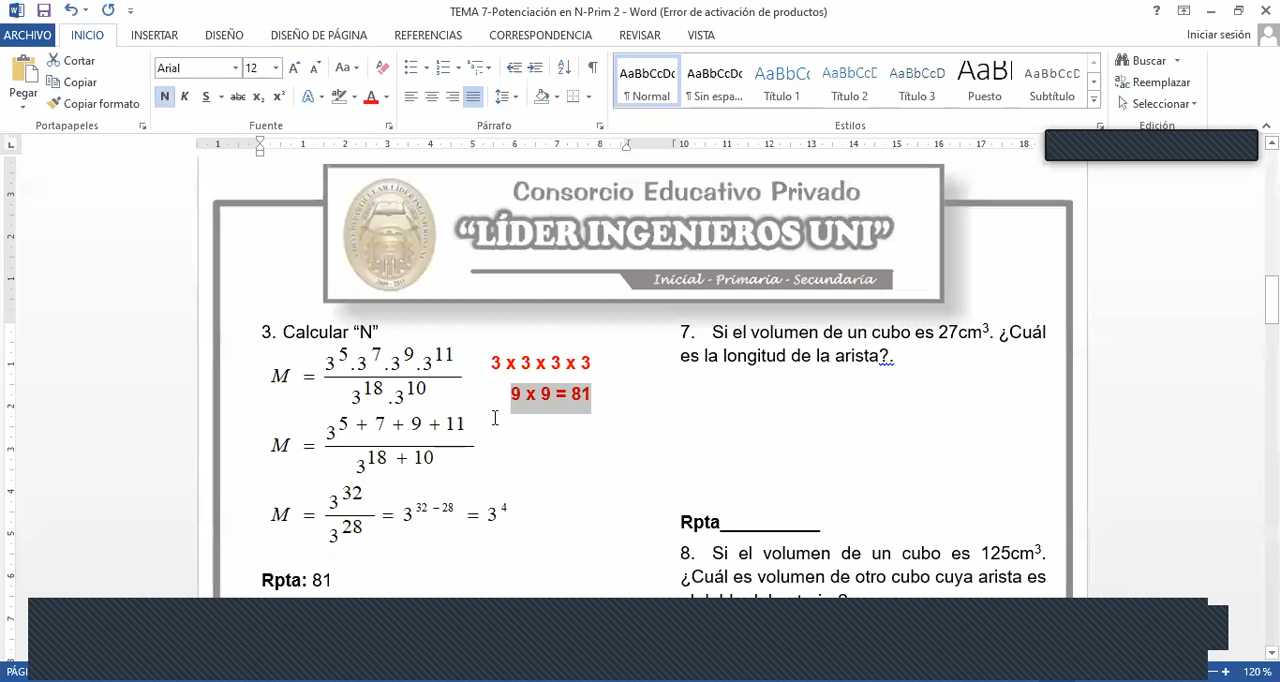 TEMA 7-Potenciación en N-Prim 2 - Word (Error de activación de productos)
ARCHIVO INICIO INSERTAR DISEÑO DISEÑO DE PÁGINA REFERENCIAS CORRESPONDENCIA REVISAR VISTA Iniciar sesión
Pegar
Cortar
Copiar
Copiar formato
Portapapeles
Arial 12
N K S abc x₂ x²
Fuente
Párrafo
AaBbCcDc AaBbCcDc AaBbCc AaBbCcC AaBbCcD AaBl AaBbCcD
¶ Normal ¶ Sin espa... Título 1 Título 2 Título 3 Puesto Subtítulo
Estilos
Buscar
Reemplazar
Seleccionar
Edición
Consorcio Educativo Privado
“LÍDER INGENIEROS UNI”
Inicial - Primaria - Secundaria
3. Calcular “N”
M = (3^5 .3^7 .3^9 .3^11) / (3^18 .3^10)
3 x 3 x 3 x 3
9 x 9 = 81
M = 3^(5 + 7 + 9 + 11) / 3^(18 + 10)
M = 3^32 / 3^28 = 3^(32 - 28) = 3^4
Rpta: 81
7. Si el volumen de un cubo es 27cm³. ¿Cuál
es la longitud de la arista?.
Rpta__________
8. Si el volumen de un cubo es 125cm³.
¿Cuál es volumen de otro cubo cuya arista es
PÁGI
120 %